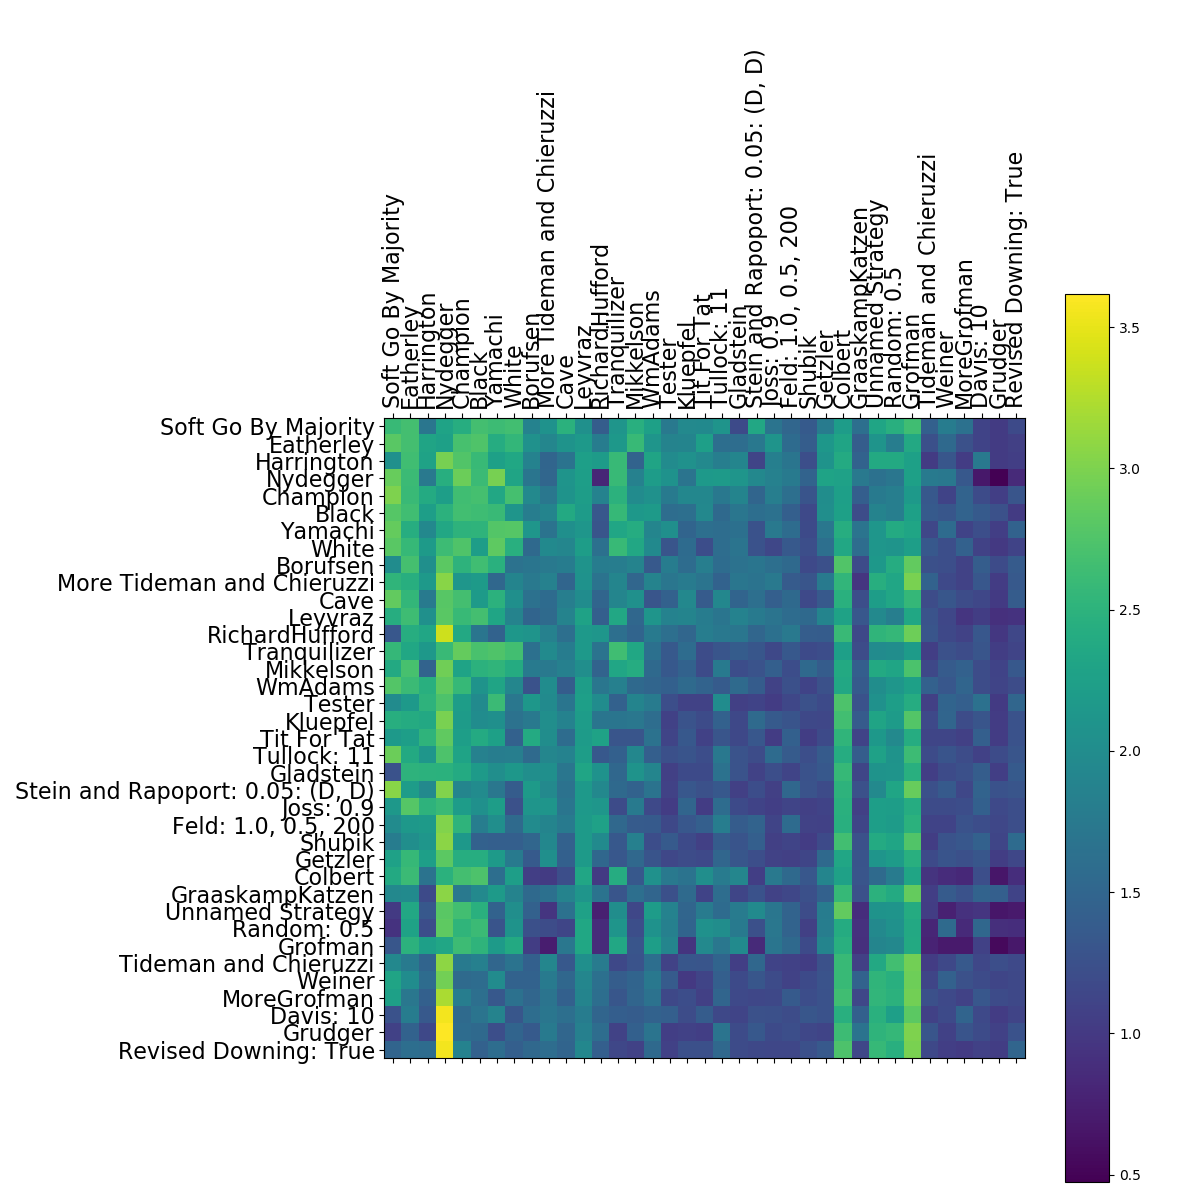 Soft Go By Majority
Eatherley
Harrington
Nydegger
Champion
Black
Yamachi
White
Borufsen
More Tideman and Chieruzzi
Cave
Leyvraz
RichardHufford
Tranquilizer
Mikkelson
WmAdams
Tester
Kluepfel
Tit For Tat
Tullock: 11
Gladstein
Stein and Rapoport: 0.05: (D, D)
Joss: 0.9
Feld: 1.0, 0.5, 200
Shubik
Getzler
Colbert
GraaskampKatzen
Unnamed Strategy
Random: 0.5
Grofman
Tideman and Chieruzzi
Weiner
MoreGrofman
Davis: 10
Grudger
Revised Downing: True
Soft Go By Majority
Eatherley
Harrington
Nydegger
Champion
Black
Yamachi
White
Borufsen
More Tideman and Chieruzzi
Cave
Leyvraz
RichardHufford
Tranquilizer
Mikkelson
WmAdams
Tester
Kluepfel
Tit For Tat
Tullock: 11
Gladstein
Stein and Rapoport: 0.05: (D, D)
Joss: 0.9
Feld: 1.0, 0.5, 200
Shubik
Getzler
Colbert
GraaskampKatzen
Unnamed Strategy
Random: 0.5
Grofman
Tideman and Chieruzzi
Weiner
MoreGrofman
Davis: 10
Grudger
Revised Downing: True
3.5
3.0
2.5
2.0
1.5
1.0
0.5